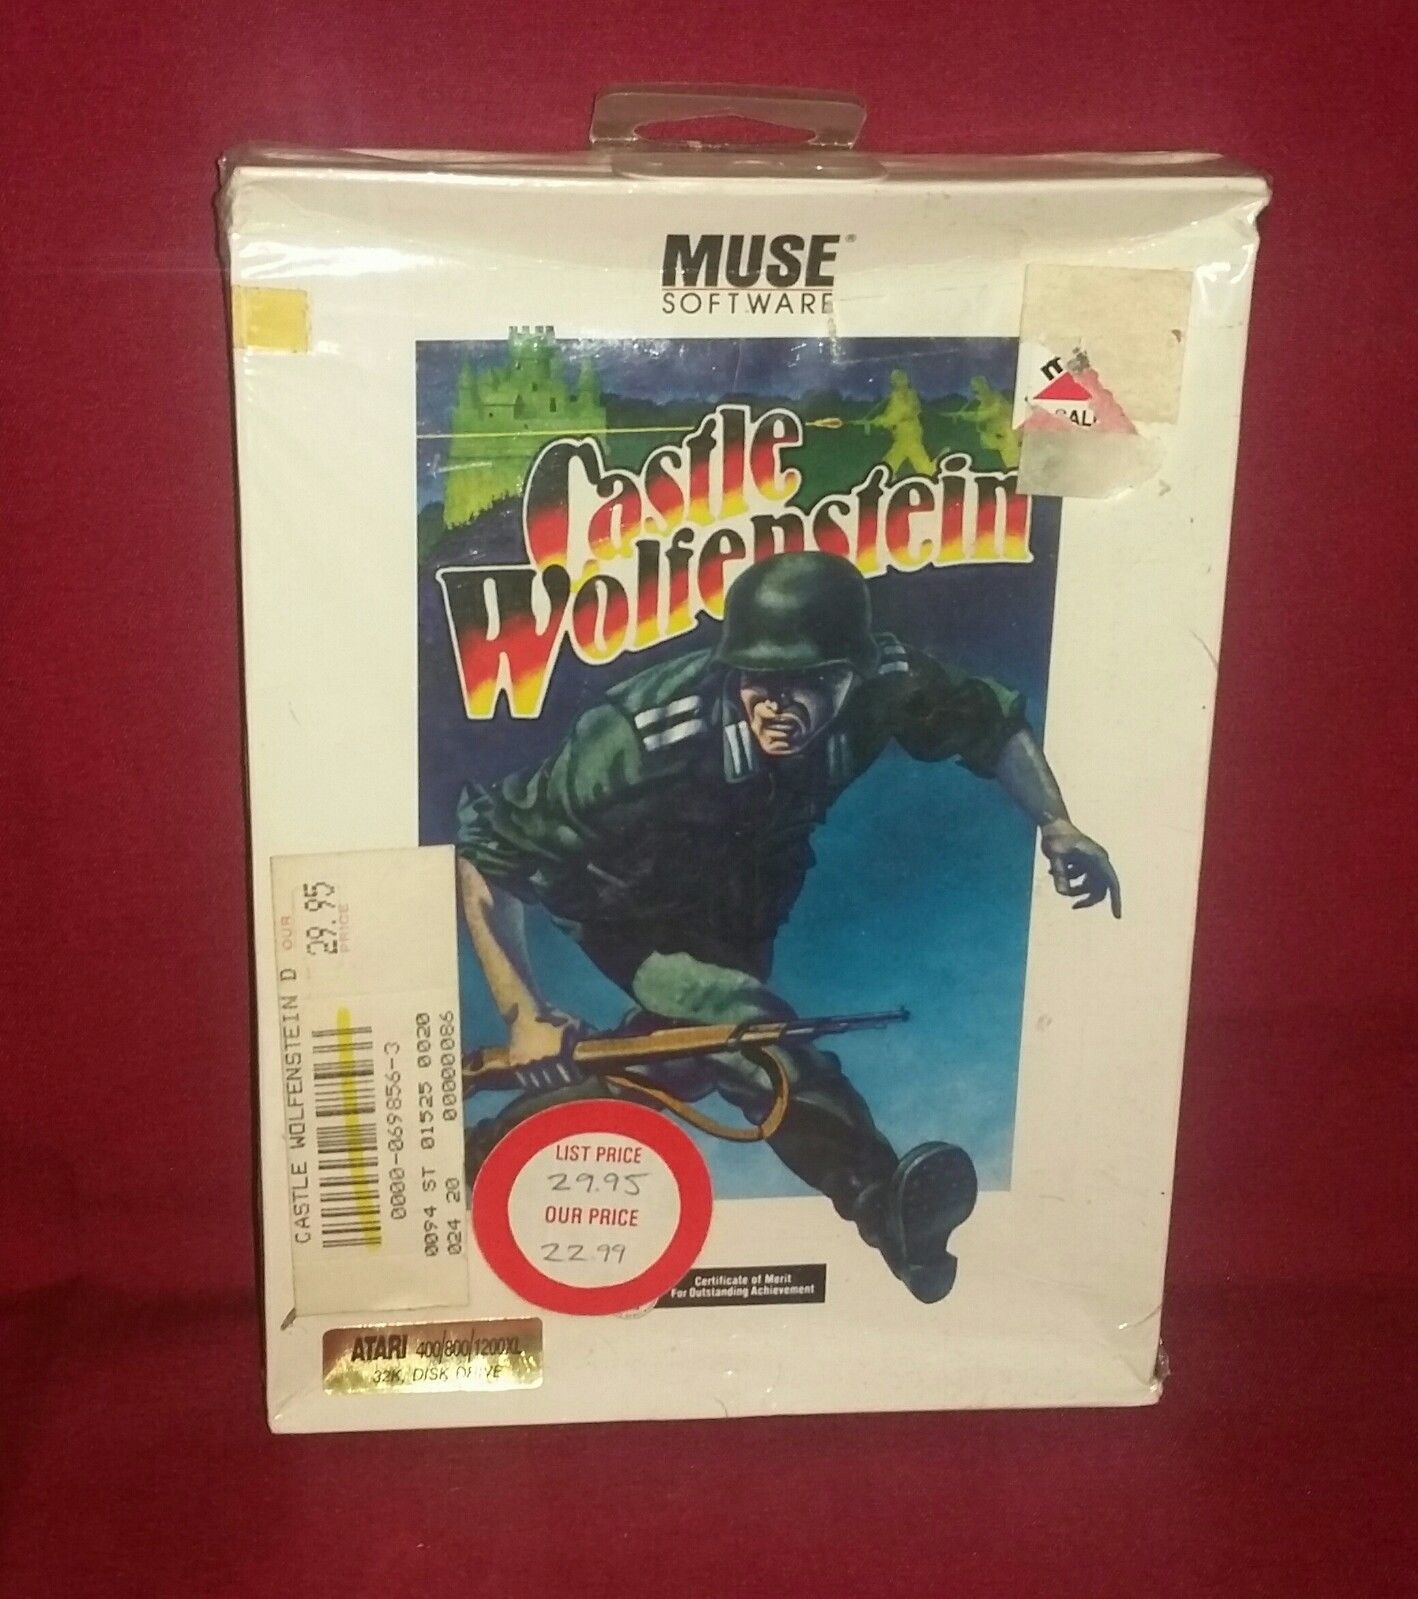 MUSE®
SOFTWARE
Castle
Wolfenstein
CASTLE WOLFENSTEIN D
OUR
PRICE
29.95
0000-069856-3
0094 ST 01525 0020
024 20 00000086
LIST PRICE
29.95
OUR PRICE
22.99
Certificate of Merit
For Outstanding Achievement
ATARI 400/800/1200XL
32K, DISK DRIVE